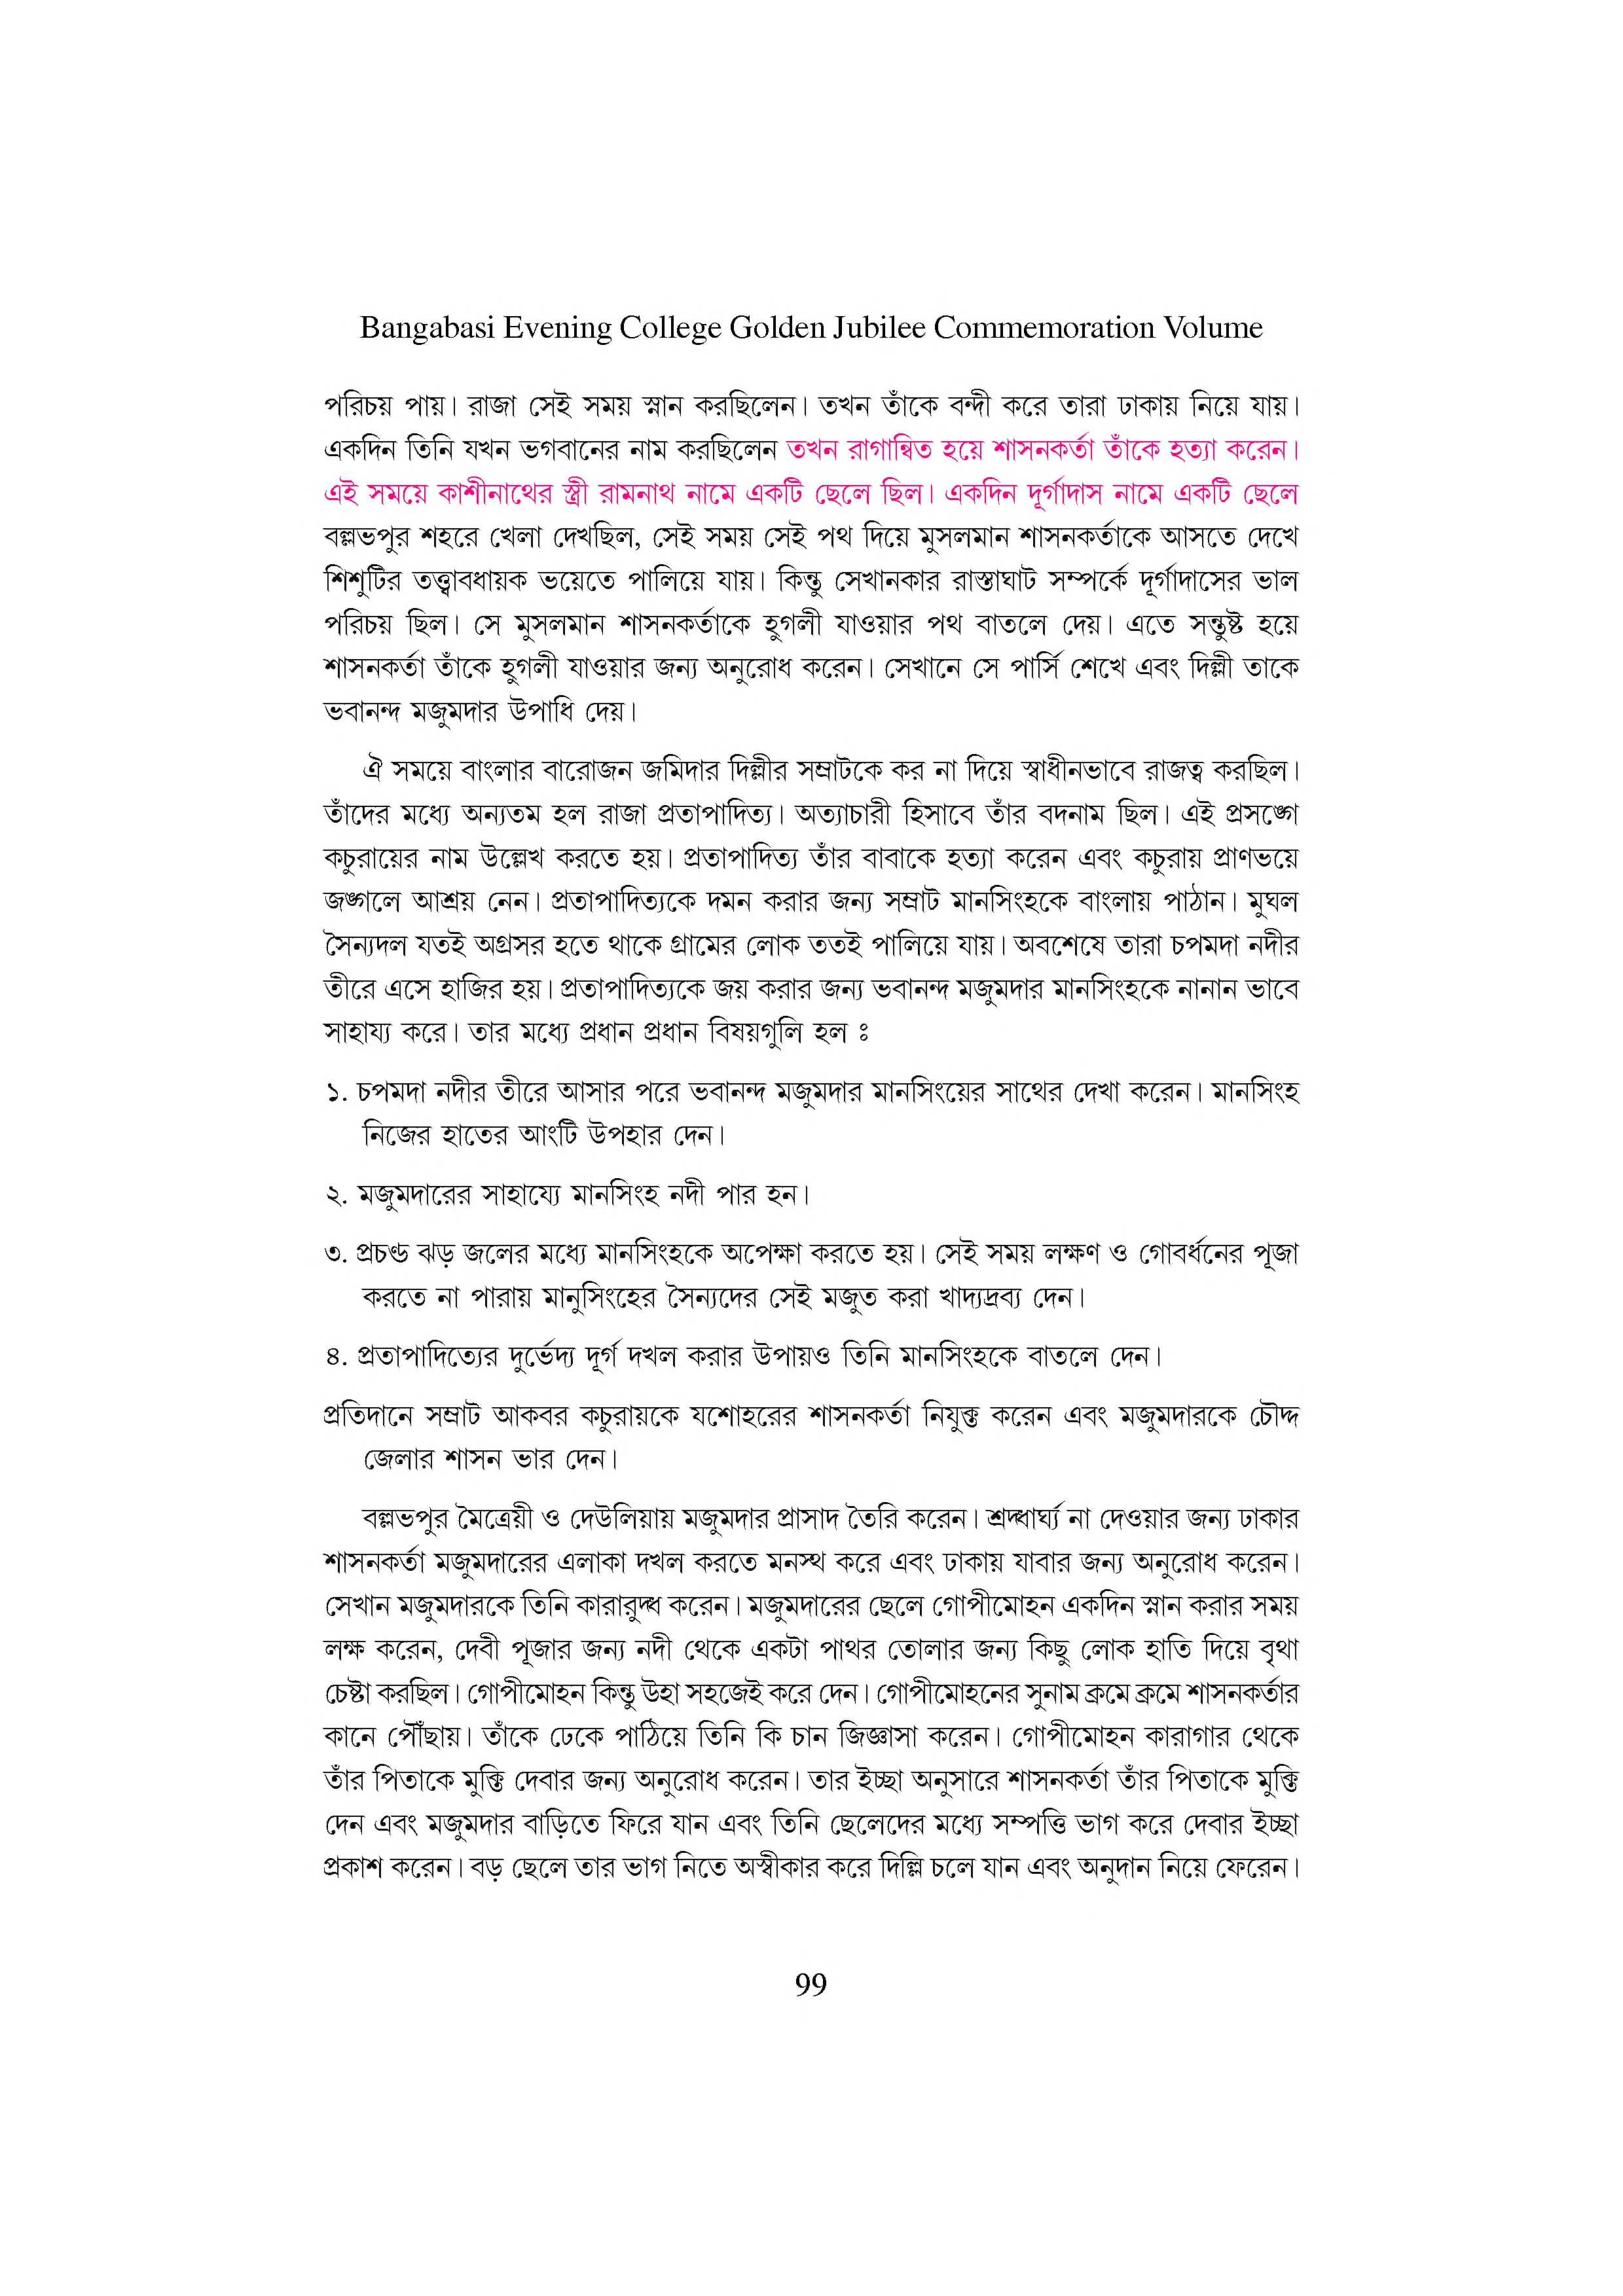 Bangabasi Evening College Golden Jubilee Commemoration Volume
পরিচয় পায়। রাজা সেই সময় স্নান করছিলেন। তখন তাঁকে বন্দী করে তারা ঢাকায় নিয়ে যায়।
একদিন তিনি যখন ভগবানের নাম করছিলেন তখন রাগান্বিত হয়ে শাসনকর্তা তাঁকে হত্যা করেন।
এই সময়ে কাশীনাথের স্ত্রী রামনাথ নামে একটি ছেলে ছিল। একদিন দূর্গাদাস নামে একটি ছেলে
বল্লভপুর শহরে খেলা দেখছিল, সেই সময় সেই পথ দিয়ে মুসলমান শাসনকর্তাকে আসতে দেখে
শিশুটির তত্ত্বাবধায়ক ভয়েতে পালিয়ে যায়। কিন্তু সেখানকার রাস্তাঘাট সম্পর্কে দূর্গাদাসের ভাল
পরিচয় ছিল। সে মুসলমান শাসনকর্তাকে হুগলী যাওয়ার পথ বাতলে দেয়। এতে সন্তুষ্ট হয়ে
শাসনকর্তা তাঁকে হুগলী যাওয়ার জন্য অনুরোধ করেন। সেখানে সে পার্সি শেখে এবং দিল্লী তাকে
ভবানন্দ মজুমদার উপাধি দেয়।
ঐ সময়ে বাংলার বারোজন জমিদার দিল্লীর সম্রাটকে কর না দিয়ে স্বাধীনভাবে রাজত্ব করছিল।
তাঁদের মধ্যে অন্যতম হল রাজা প্রতাপাদিত্য। অত্যাচারী হিসাবে তাঁর বদনাম ছিল। এই প্রসঙ্গে
কচুরায়ের নাম উল্লেখ করতে হয়। প্রতাপাদিত্য তাঁর বাবাকে হত্যা করেন এবং কচুরায় প্রাণভয়ে
জঙ্গলে আশ্রয় নেন। প্রতাপাদিত্যকে দমন করার জন্য সম্রাট মানসিংহকে বাংলায় পাঠান। মুঘল
সৈন্যদল যতই অগ্রসর হতে থাকে গ্রামের লোক ততই পালিয়ে যায়। অবশেষে তারা চপমদা নদীর
তীরে এসে হাজির হয়। প্রতাপাদিত্যকে জয় করার জন্য ভবানন্দ মজুমদার মানসিংহকে নানান ভাবে
সাহায্য করে। তার মধ্যে প্রধান প্রধান বিষয়গুলি হল ঃ
১. চপমদা নদীর তীরে আসার পরে ভবানন্দ মজুমদার মানসিংয়ের সাথের দেখা করেন। মানসিংহ
নিজের হাতের আংটি উপহার দেন।
২. মজুমদারের সাহায্যে মানসিংহ নদী পার হন।
৩. প্রচণ্ড ঝড় জলের মধ্যে মানসিংহকে অপেক্ষা করতে হয়। সেই সময় লক্ষণ ও গোবর্ধনের পূজা
করতে না পারায় মানুসিংহের সৈন্যদের সেই মজুত করা খাদ্যদ্রব্য দেন।
৪. প্রতাপাদিত্যের দুর্ভেদ্য দূর্গ দখল করার উপায়ও তিনি মানসিংহকে বাতলে দেন।
প্রতিদানে সম্রাট আকবর কচুরায়কে যশোহরের শাসনকর্তা নিযুক্ত করেন এবং মজুমদারকে চৌদ্দ
জেলার শাসন ভার দেন।
বল্লভপুর মৈত্রেয়ী ও দেউলিয়ায় মজুমদার প্রাসাদ তৈরি করেন। শ্রদ্ধার্ঘ্য না দেওয়ার জন্য ঢাকার
শাসনকর্তা মজুমদারের এলাকা দখল করতে মনস্থ করে এবং ঢাকায় যাবার জন্য অনুরোধ করেন।
সেখান মজুমদারকে তিনি কারারুদ্ধ করেন। মজুমদারের ছেলে গোপীমোহন একদিন স্নান করার সময়
লক্ষ করেন, দেবী পূজার জন্য নদী থেকে একটা পাথর তোলার জন্য কিছু লোক হাতি দিয়ে বৃথা
চেষ্টা করছিল। গোপীমোহন কিন্তু উহা সহজেই করে দেন। গোপীমোহনের সুনাম ক্রমে ক্রমে শাসনকর্তার
কানে পৌঁছায়। তাঁকে ঢেকে পাঠিয়ে তিনি কি চান জিজ্ঞাসা করেন। গোপীমোহন কারাগার থেকে
তাঁর পিতাকে মুক্তি দেবার জন্য অনুরোধ করেন। তার ইচ্ছা অনুসারে শাসনকর্তা তাঁর পিতাকে মুক্তি
দেন এবং মজুমদার বাড়িতে ফিরে যান এবং তিনি ছেলেদের মধ্যে সম্পত্তি ভাগ করে দেবার ইচ্ছা
প্রকাশ করেন। বড় ছেলে তার ভাগ নিতে অস্বীকার করে দিল্লি চলে যান এবং অনুদান নিয়ে ফেরেন।
99